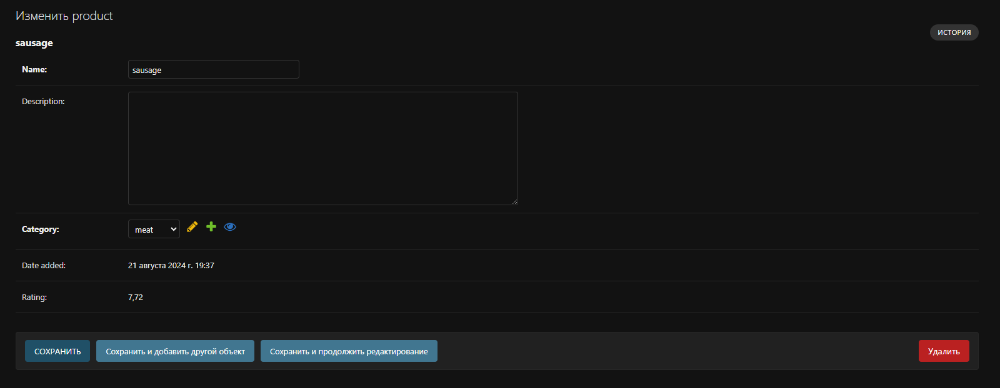 Изменить product
ИСТОРИЯ
sausage
Name: sausage
Description:
Category: meat
Date added: 21 августа 2024 г. 19:37
Rating: 7,72
СОХРАНИТЬ Сохранить и добавить другой объект Сохранить и продолжить редактирование Удалить